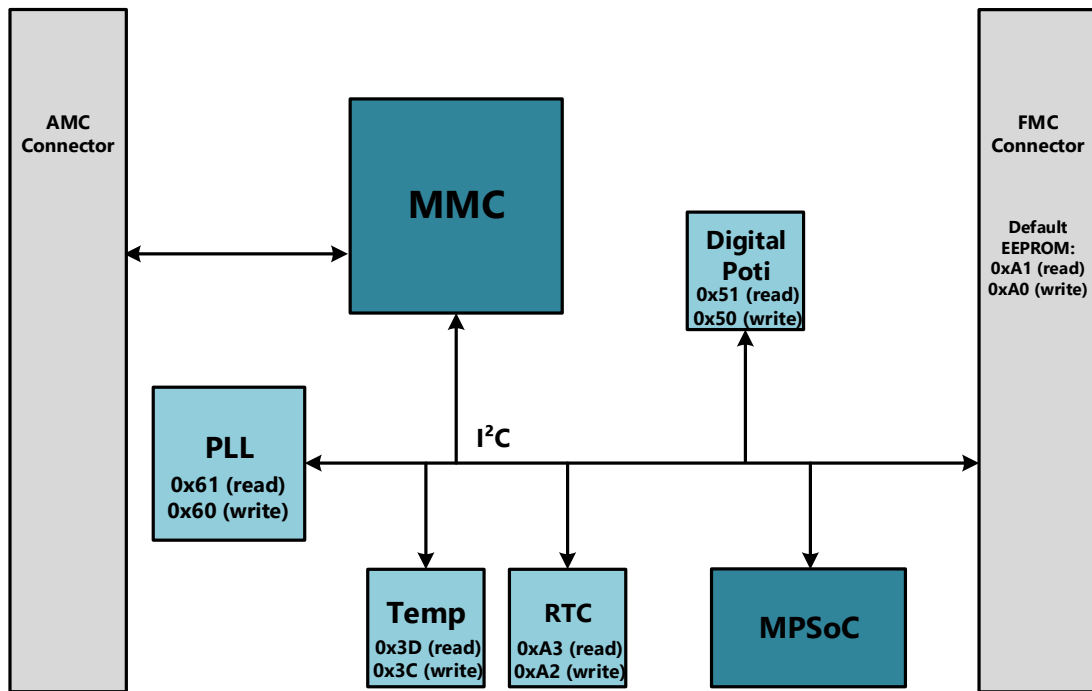 AMC
Connector
MMC
FMC
Connector
Default
EEPROM:
0xA1 (read)
0xA0 (write)
Digital
Poti
0x51 (read)
0x50 (write)
PLL
0x61 (read)
0x60 (write)
I²C
Temp
0x3D (read)
0x3C (write)
RTC
0xA3 (read)
0xA2 (write)
MPSoC